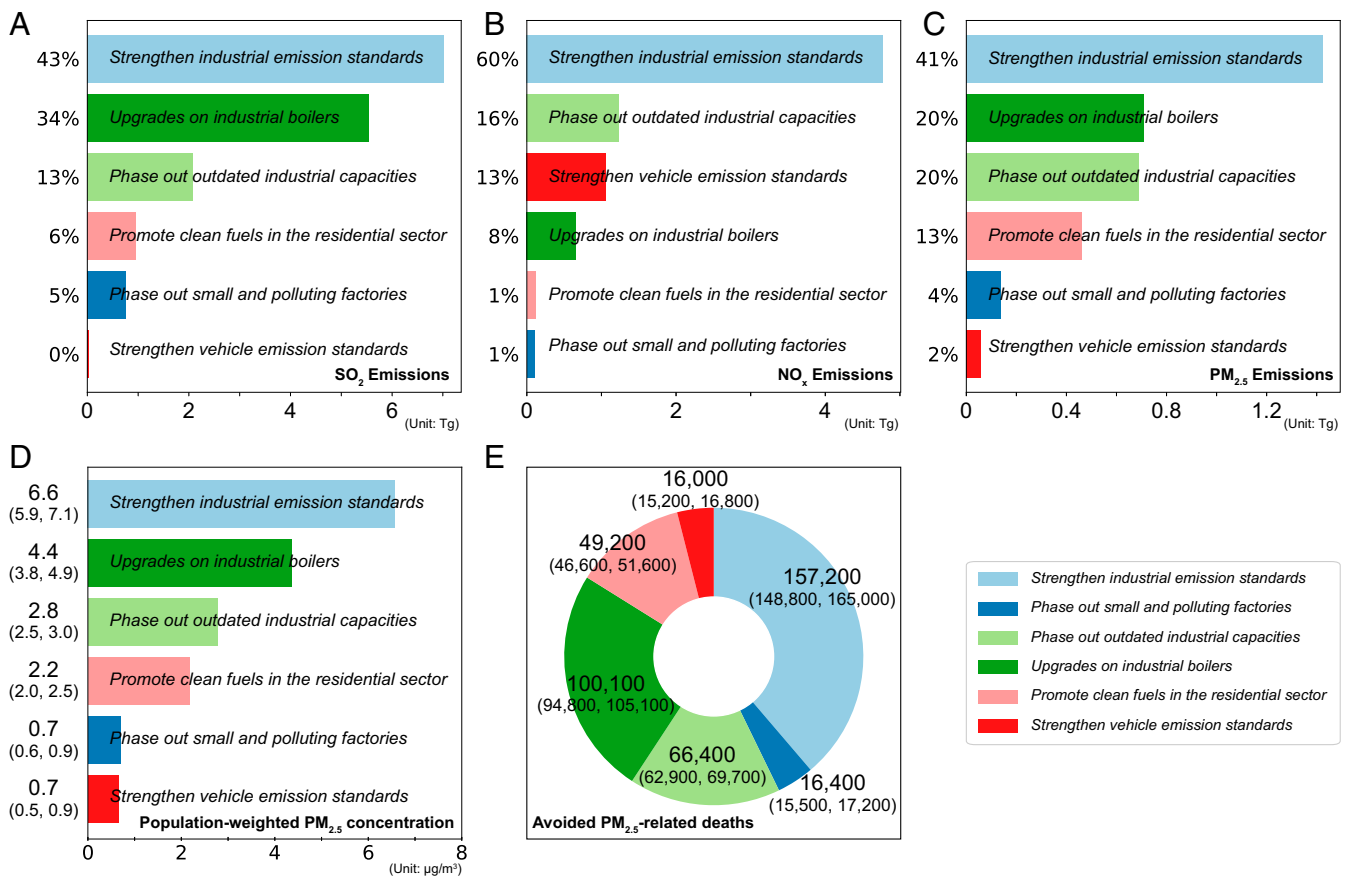 A
43%
Strengthen industrial emission standards
34%
Upgrades on industrial boilers
13%
Phase out outdated industrial capacities
6%
Promote clean fuels in the residential sector
5%
Phase out small and polluting factories
0%
Strengthen vehicle emission standards
SO2 Emissions
0 2 4 6
(Unit: Tg)
B
60%
Strengthen industrial emission standards
16%
Phase out outdated industrial capacities
13%
Strengthen vehicle emission standards
8%
Upgrades on industrial boilers
1%
Promote clean fuels in the residential sector
1%
Phase out small and polluting factories
NOx Emissions
0 2 4
(Unit: Tg)
C
41%
Strengthen industrial emission standards
20%
Upgrades on industrial boilers
20%
Phase out outdated industrial capacities
13%
Promote clean fuels in the residential sector
4%
Phase out small and polluting factories
2%
Strengthen vehicle emission standards
PM2.5 Emissions
0 0.4 0.8 1.2
(Unit: Tg)
D
6.6
(5.9, 7.1)
Strengthen industrial emission standards
4.4
(3.8, 4.9)
Upgrades on industrial boilers
2.8
(2.5, 3.0)
Phase out outdated industrial capacities
2.2
(2.0, 2.5)
Promote clean fuels in the residential sector
0.7
(0.6, 0.9)
Phase out small and polluting factories
0.7
(0.5, 0.9)
Strengthen vehicle emission standards
Population-weighted PM2.5 concentration
0 2 4 6 8
(Unit: μg/m³)
E
16,000
(15,200, 16,800)
49,200
(46,600, 51,600)
157,200
(148,800, 165,000)
100,100
(94,800, 105,100)
66,400
(62,900, 69,700)
16,400
(15,500, 17,200)
Avoided PM2.5-related deaths
Strengthen industrial emission standards
Phase out small and polluting factories
Phase out outdated industrial capacities
Upgrades on industrial boilers
Promote clean fuels in the residential sector
Strengthen vehicle emission standards